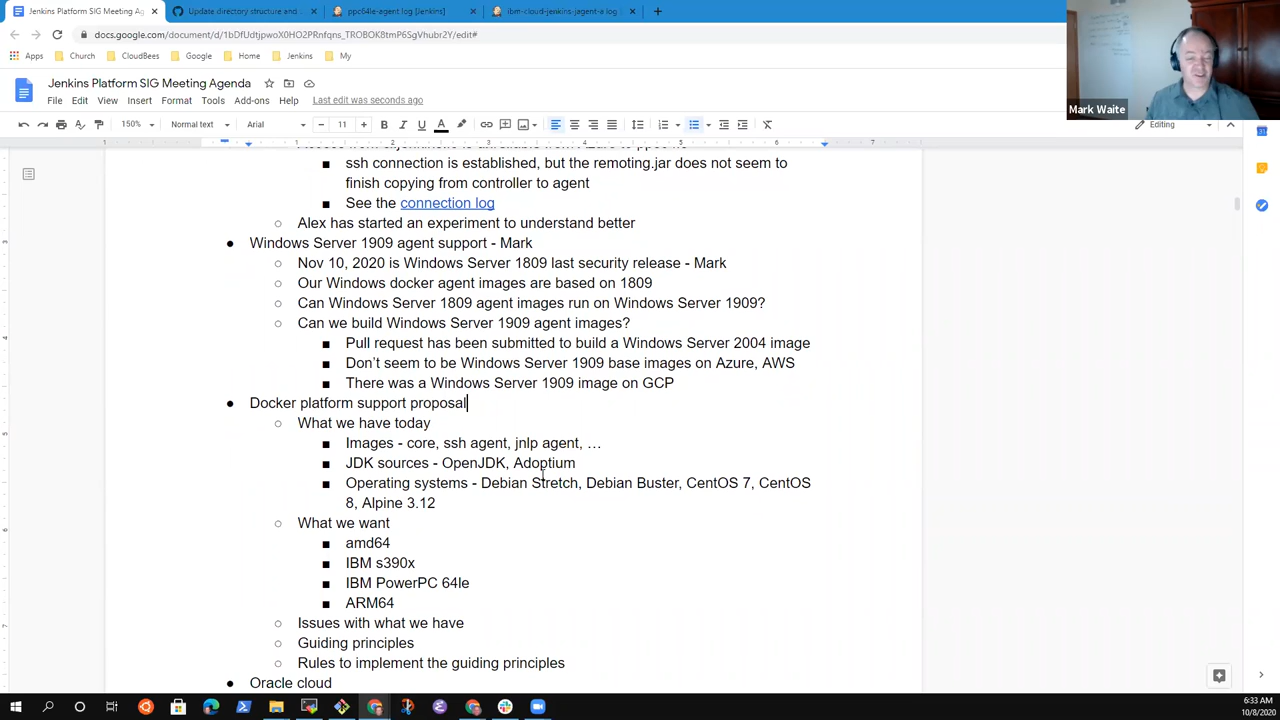 Jenkins Platform SIG Meeting Ag
Update directory structure and
ppc64le-agent log [Jenkins]
ibm-cloud-jenkins-jagent-a log
docs.google.com/document/d/1bDfUdtjpwoX0HO2PRnfqns_TROBOK8tmP6SgVhubr2Y/edit#
Apps
Church
CloudBees
Google
Home
Jenkins
My
Jenkins Platform SIG Meeting Agenda
File Edit View Insert Format Tools Add-ons Help Last edit was seconds ago
150% Normal text Arial 11 Editing
Mark Waite
1 1 2 3 4 5 6 7
ssh connection is established, but the remoting.jar does not seem to
finish copying from controller to agent
See the connection log
Alex has started an experiment to understand better
Windows Server 1909 agent support - Mark
Nov 10, 2020 is Windows Server 1809 last security release - Mark
Our Windows docker agent images are based on 1809
Can Windows Server 1809 agent images run on Windows Server 1909?
Can we build Windows Server 1909 agent images?
Pull request has been submitted to build a Windows Server 2004 image
Don’t seem to be Windows Server 1909 base images on Azure, AWS
There was a Windows Server 1909 image on GCP
Docker platform support proposal
What we have today
Images - core, ssh agent, jnlp agent, …
JDK sources - OpenJDK, Adoptium
Operating systems - Debian Stretch, Debian Buster, CentOS 7, CentOS
8, Alpine 3.12
What we want
amd64
IBM s390x
IBM PowerPC 64le
ARM64
Issues with what we have
Guiding principles
Rules to implement the guiding principles
Oracle cloud
6:33 AM
10/8/2020